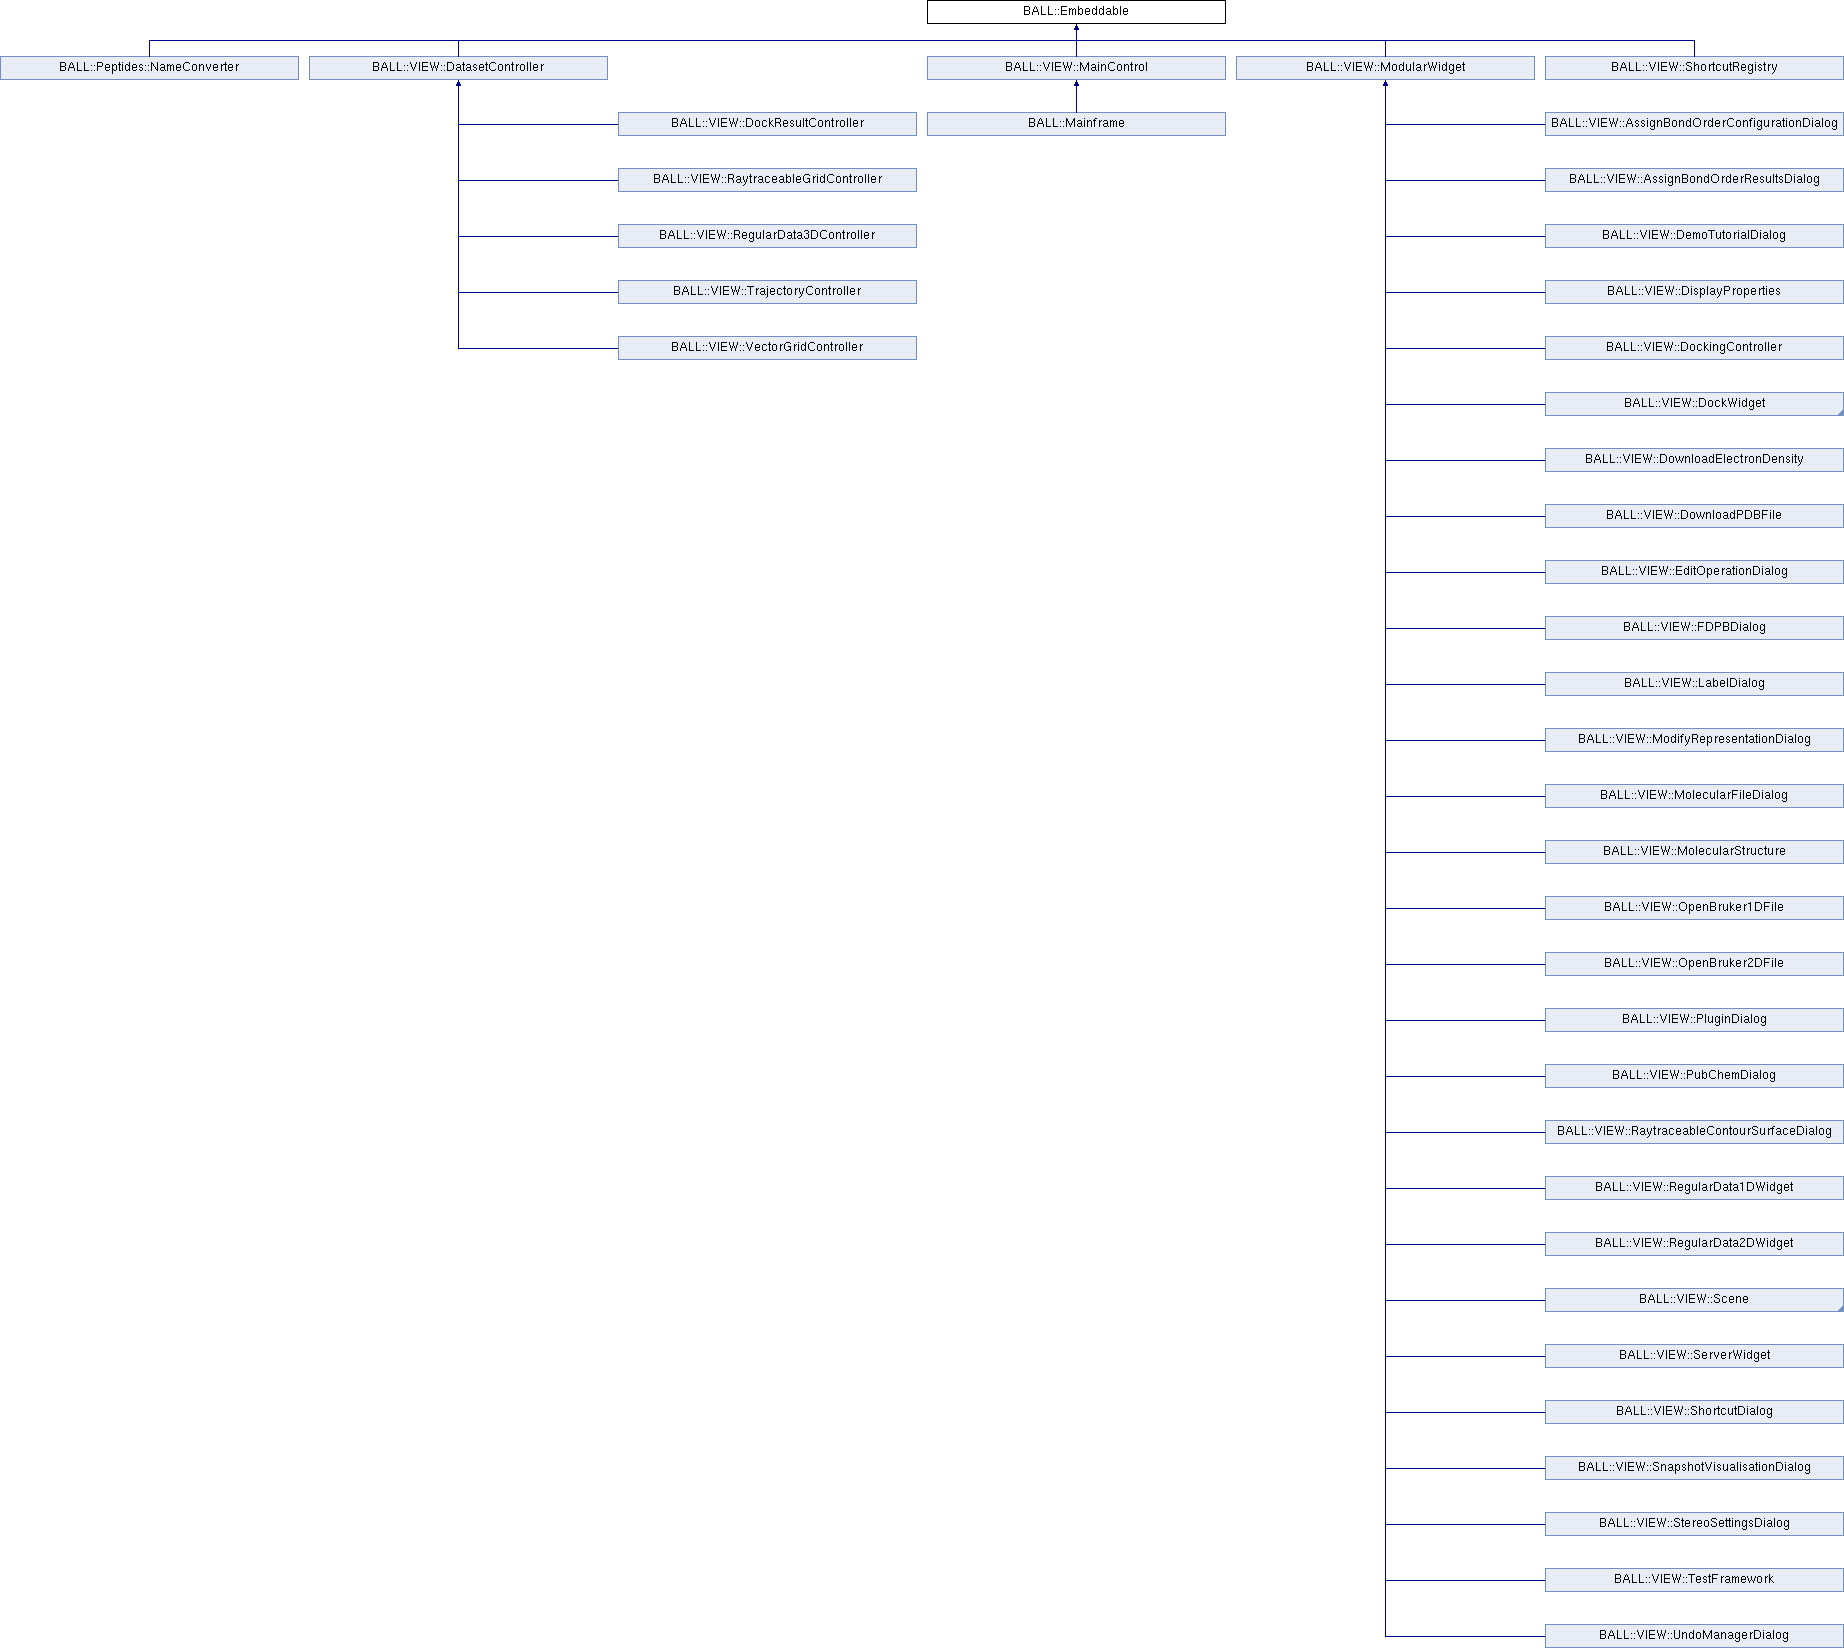 BALL::Embeddable
BALL::Peptides::NameConverter
BALL::VIEW::DatasetController
BALL::VIEW::MainControl
BALL::VIEW::ModularWidget
BALL::VIEW::ShortcutRegistry
BALL::VIEW::DockResultController
BALL::Mainframe
BALL::VIEW::AssignBondOrderConfigurationDialog
BALL::VIEW::RaytraceableGridController
BALL::VIEW::AssignBondOrderResultsDialog
BALL::VIEW::RegularData3DController
BALL::VIEW::DemoTutorialDialog
BALL::VIEW::TrajectoryController
BALL::VIEW::DisplayProperties
BALL::VIEW::VectorGridController
BALL::VIEW::DockingController
BALL::VIEW::DockWidget
BALL::VIEW::DownloadElectronDensity
BALL::VIEW::DownloadPDBFile
BALL::VIEW::EditOperationDialog
BALL::VIEW::FDPBDialog
BALL::VIEW::LabelDialog
BALL::VIEW::ModifyRepresentationDialog
BALL::VIEW::MolecularFileDialog
BALL::VIEW::MolecularStructure
BALL::VIEW::OpenBruker1DFile
BALL::VIEW::OpenBruker2DFile
BALL::VIEW::PluginDialog
BALL::VIEW::PubChemDialog
BALL::VIEW::RaytraceableContourSurfaceDialog
BALL::VIEW::RegularData1DWidget
BALL::VIEW::RegularData2DWidget
BALL::VIEW::Scene
BALL::VIEW::ServerWidget
BALL::VIEW::ShortcutDialog
BALL::VIEW::SnapshotVisualisationDialog
BALL::VIEW::StereoSettingsDialog
BALL::VIEW::TestFramework
BALL::VIEW::UndoManagerDialog